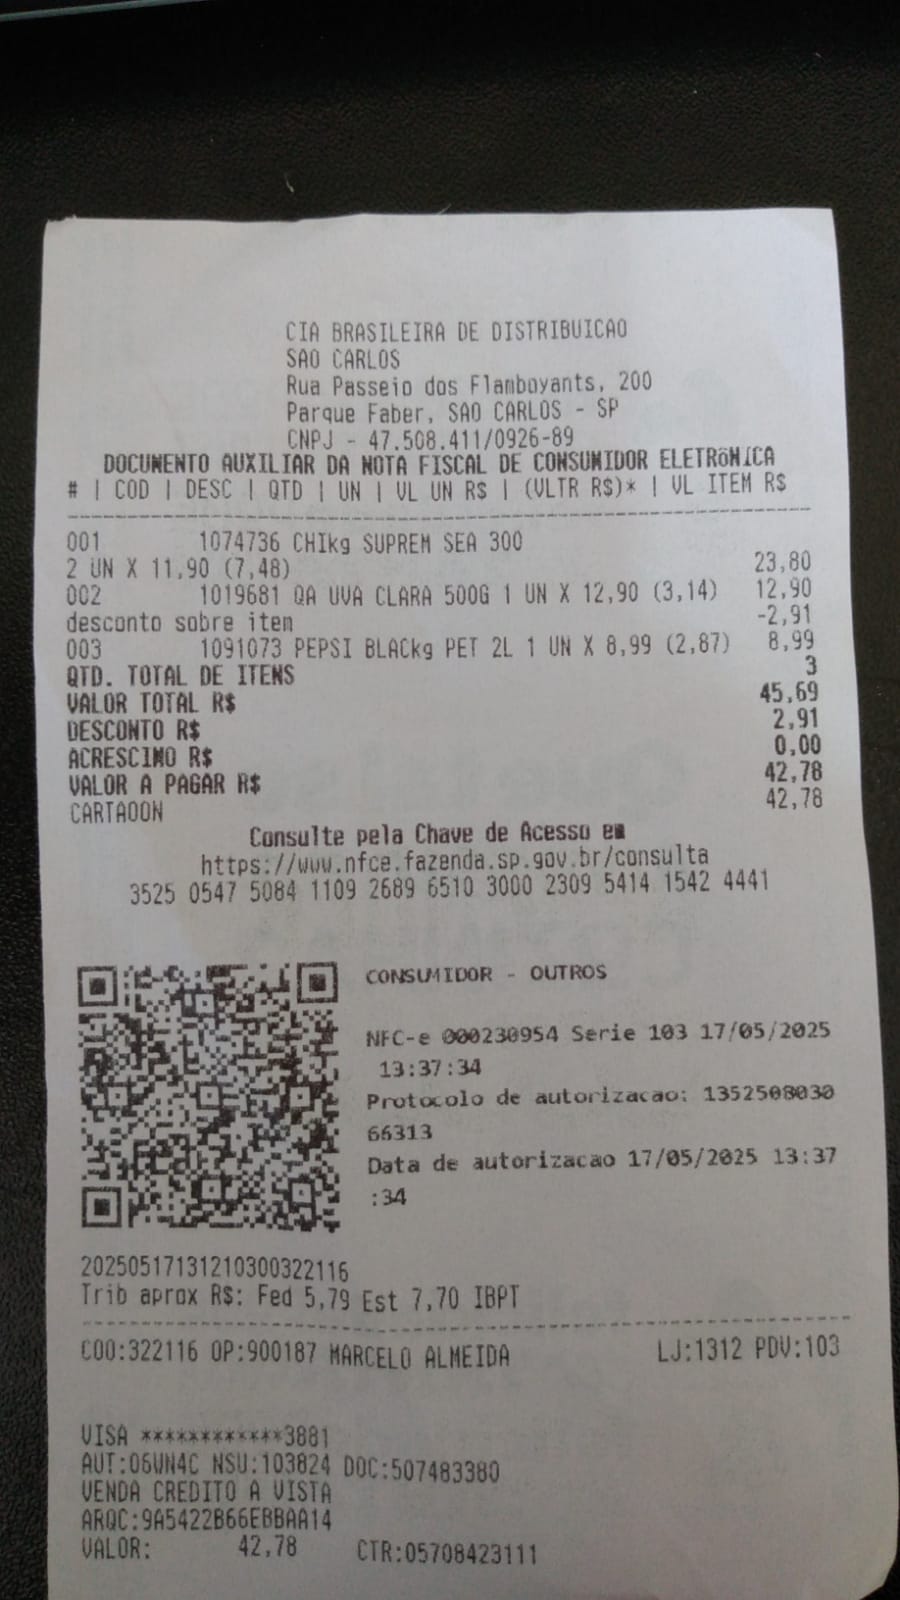 CIA BRASILEIRA DE DISTRIBUICAO
SAO CARLOS
Rua Passeio dos Flamboyants, 200
Parque Faber, SAO CARLOS - SP
CNPJ - 47.508.411/0926-89
DOCUMENTO AUXILIAR DA NOTA FISCAL DE CONSUMIDOR ELETRôNICA
# | COD | DESC | QTD | UN | VL UN R$ | (VLTR R$)* | VL ITEM R$
001 1074736 CHIkg SUPREM SEA 300
2 UN X 11,90 (7,48) 23,80
002 1019681 QA UVA CLARA 500G 1 UN X 12,90 (3,14) 12,90
desconto sobre item -2,91
003 1091073 PEPSI BLACkg PET 2L 1 UN X 8,99 (2,87) 8,99
QTD. TOTAL DE ITENS 3
VALOR TOTAL R$ 45,69
DESCONTO R$ 2,91
ACRESCIMO R$ 0,00
VALOR A PAGAR R$ 42,78
CARTAOON 42,78
Consulte pela Chave de Acesso em
https://www.nfce.fazenda.sp.gov.br/consulta
3525 0547 5084 1109 2689 6510 3000 2309 5414 1542 4441
CONSUMIDOR - OUTROS
NFC-e 000230954 Serie 103 17/05/2025
13:37:34
Protocolo de autorizacao: 1352508030
66313
Data de autorizacao 17/05/2025 13:37
:34
20250517131210300322116
Trib aprox R$: Fed 5,79 Est 7,70 IBPT
COO:322116 OP:900187 MARCELO ALMEIDA LJ:1312 PDV:103
VISA ************3881
AUT:06WN4C NSU:103824 DOC:507483380
VENDA CREDITO A VISTA
ARQC:9A5422B66EBBAA14
VALOR: 42,78 CTR:05708423111